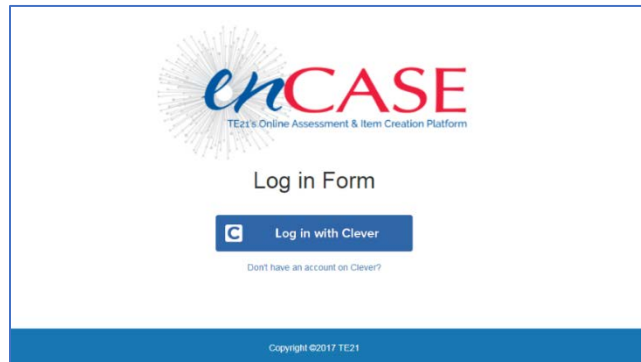 enCASE
TE21's Online Assessment & Item Creation Platform
Log in Form
C Log in with Clever
Don't have an account on Clever?
Copyright ©2017 TE21